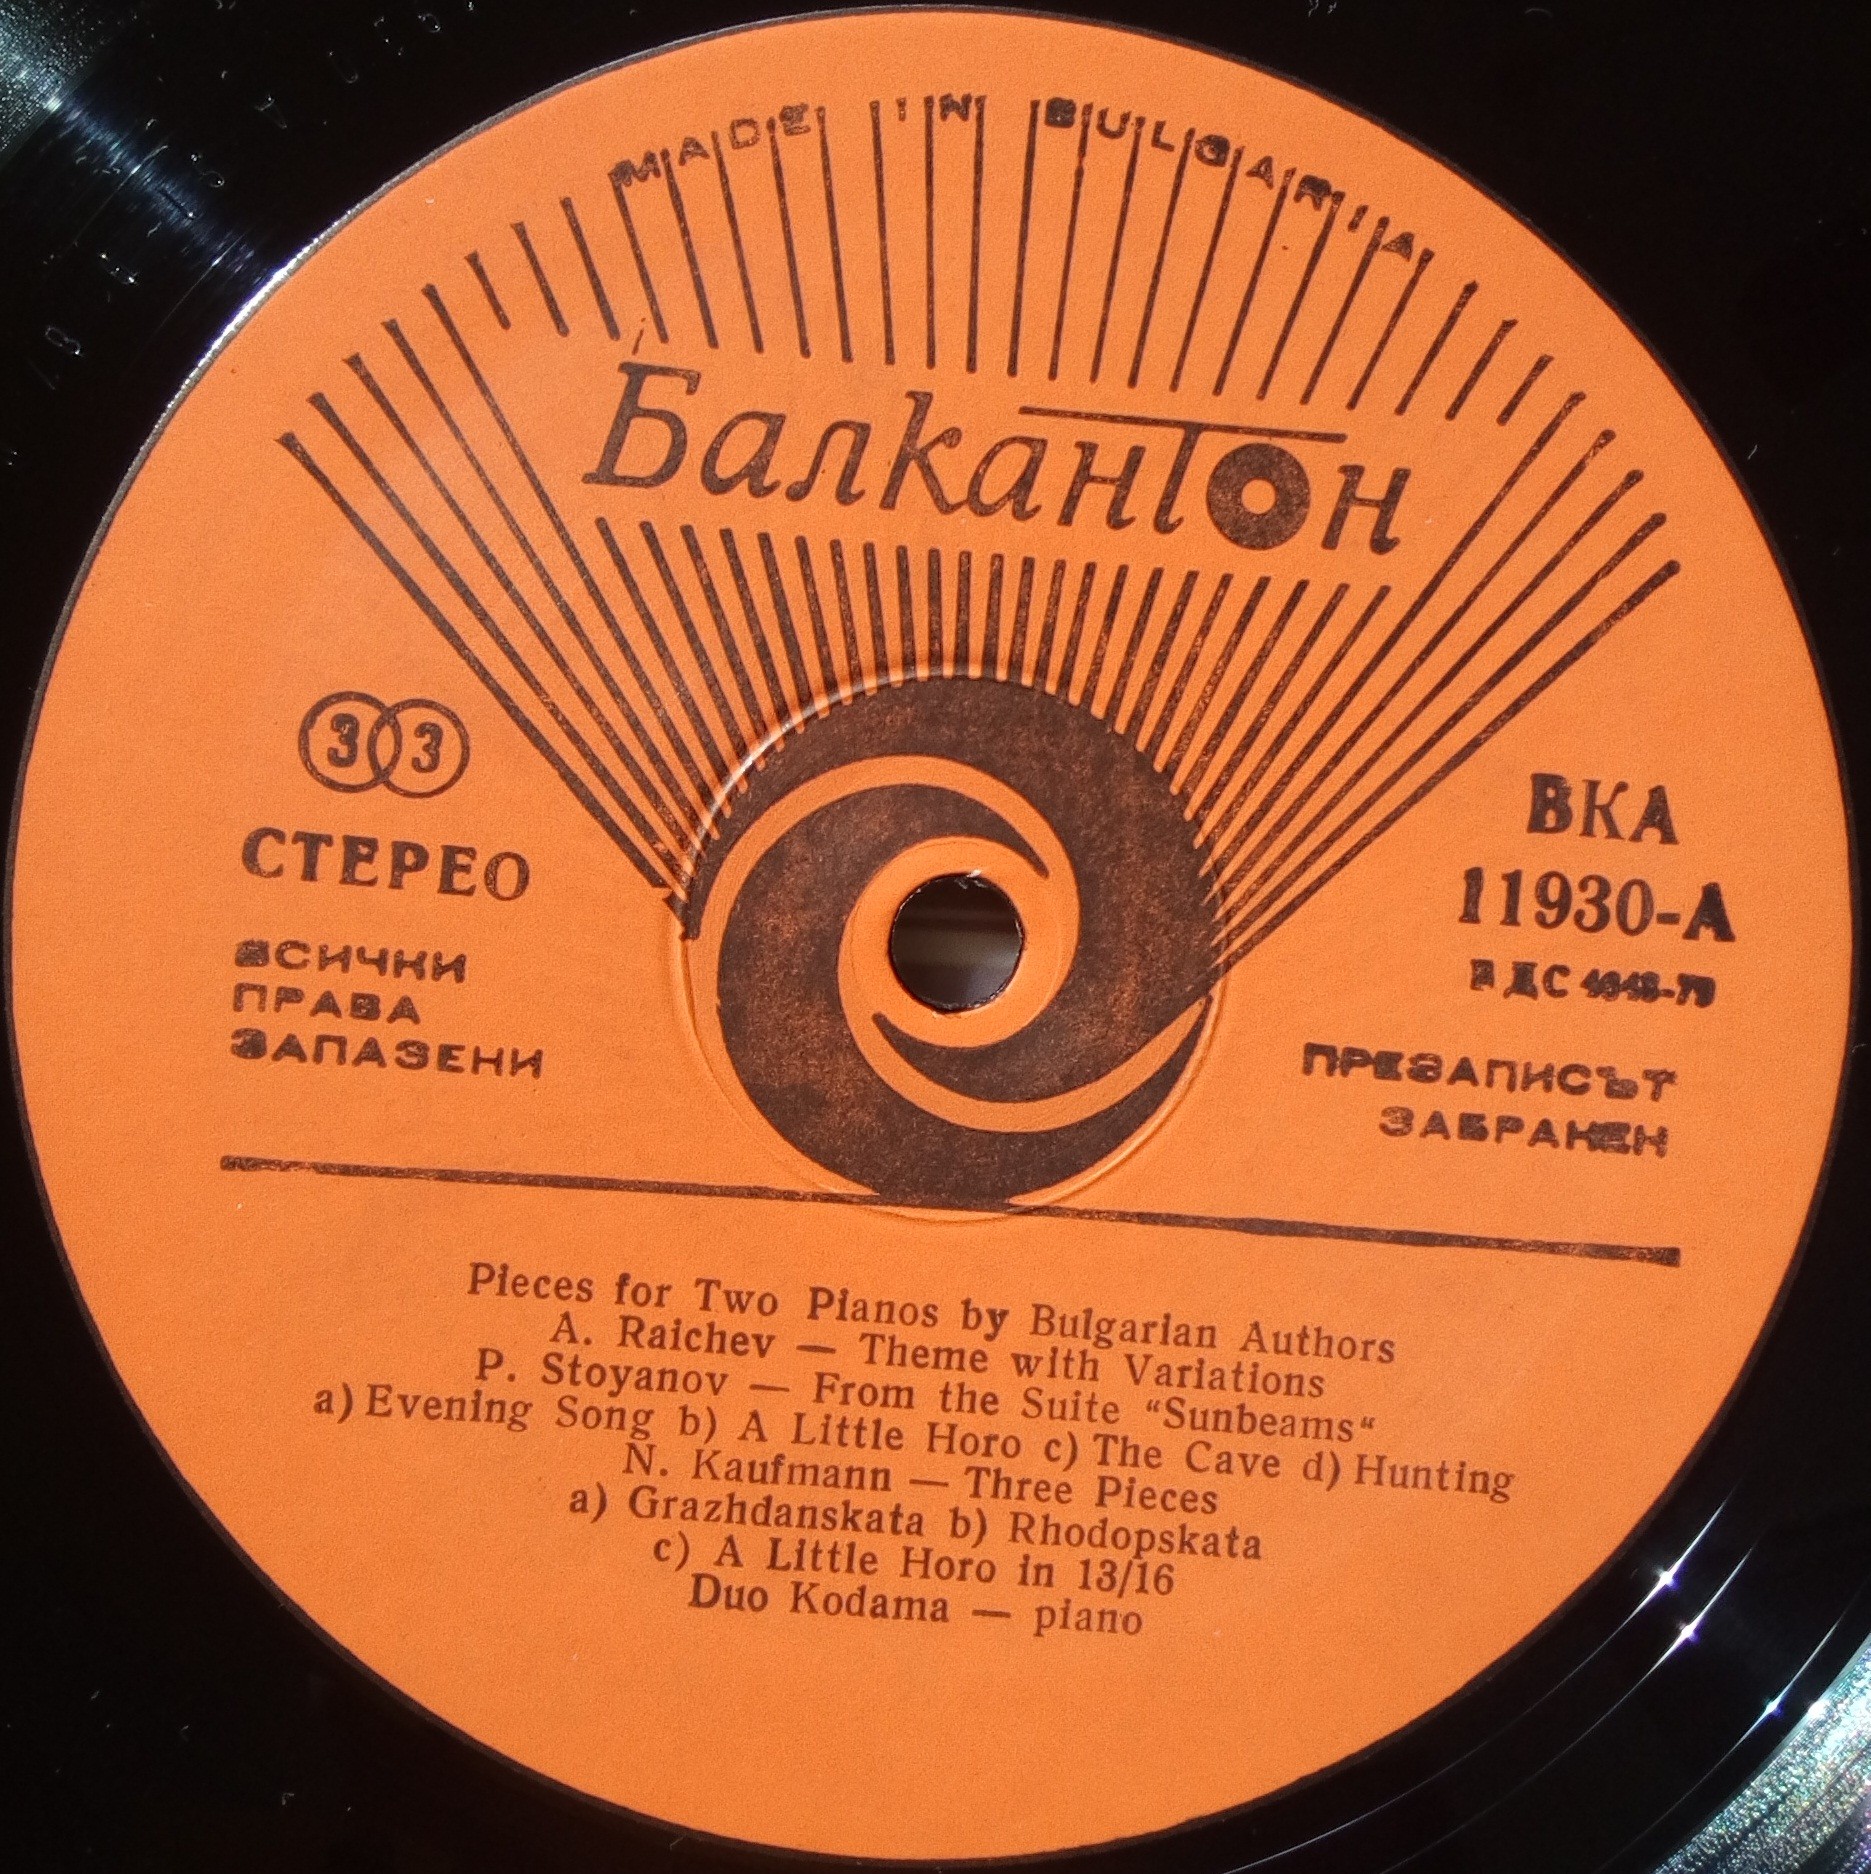 MADE IN BULGARIA
Балкантон
33
СТЕРЕО
ВСИЧКИ
ПРАВА
ЗАПАЗЕНИ
ВКА
11930-А
ПРЕЗАПИСЪТ
ЗАБРАНЕН
Pieces for Two Pianos by Bulgarian Authors
A. Raichev — Theme with Variations
P. Stoyanov — From the Suite “Sunbeams“
a) Evening Song b) A Little Horo c) The Cave d) Hunting
N. Kaufmann — Three Pieces
a) Grazhdanskata b) Rhodopskata
c) A Little Horo in 13/16
Duo Kodama — piano